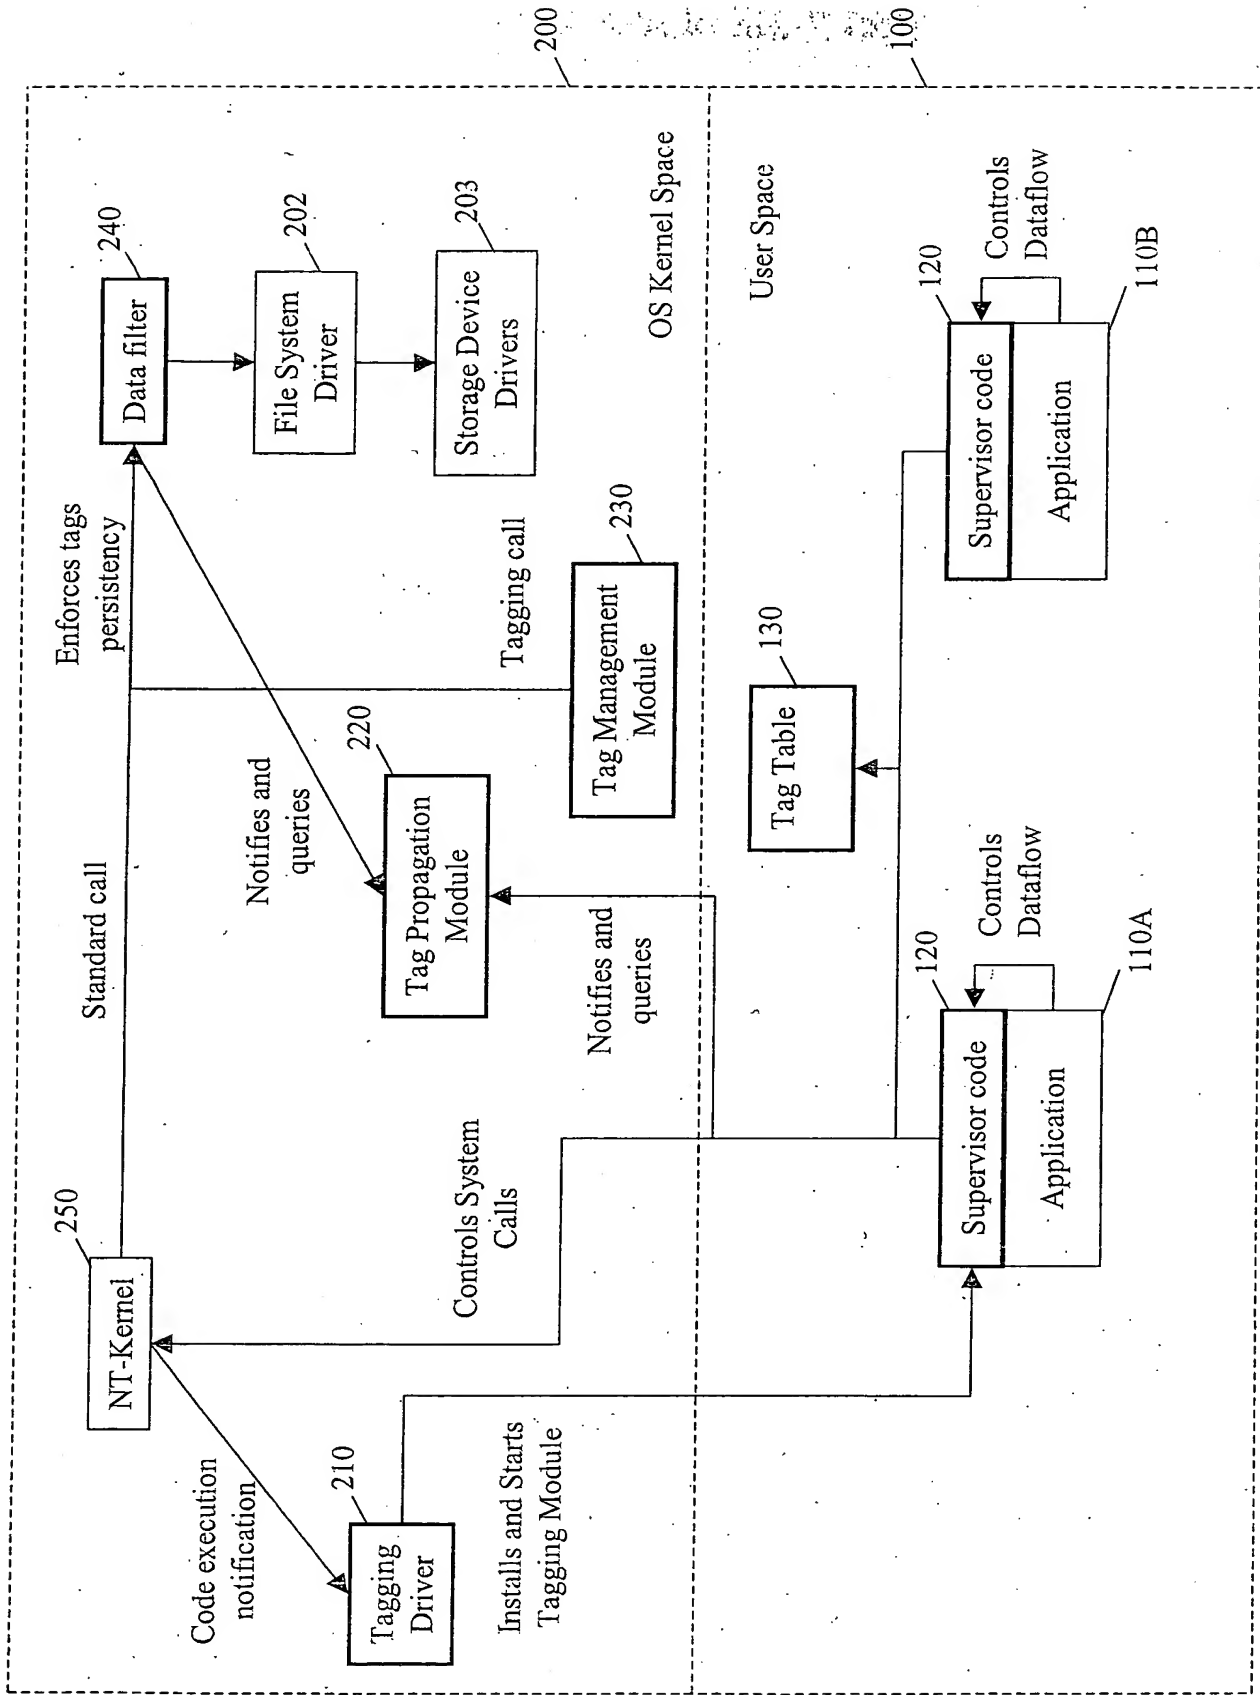 200
100
Code execution
notification
250
NT-Kernel
Standard call
Enforces tags
persistency
240
Data filter
202
File System
Driver
203
Storage Device
Drivers
210
Tagging
Driver
Installs and Starts
Tagging Module
Controls System
Calls
Notifies and
queries
220
Tag Propagation
Module
Notifies and
queries
Tagging call
230
Tag Management
Module
OS Kernel Space
User Space
130
Tag Table
120
Supervisor code
Application
Controls
Dataflow
110A
120
Supervisor code
Application
Controls
Dataflow
110B